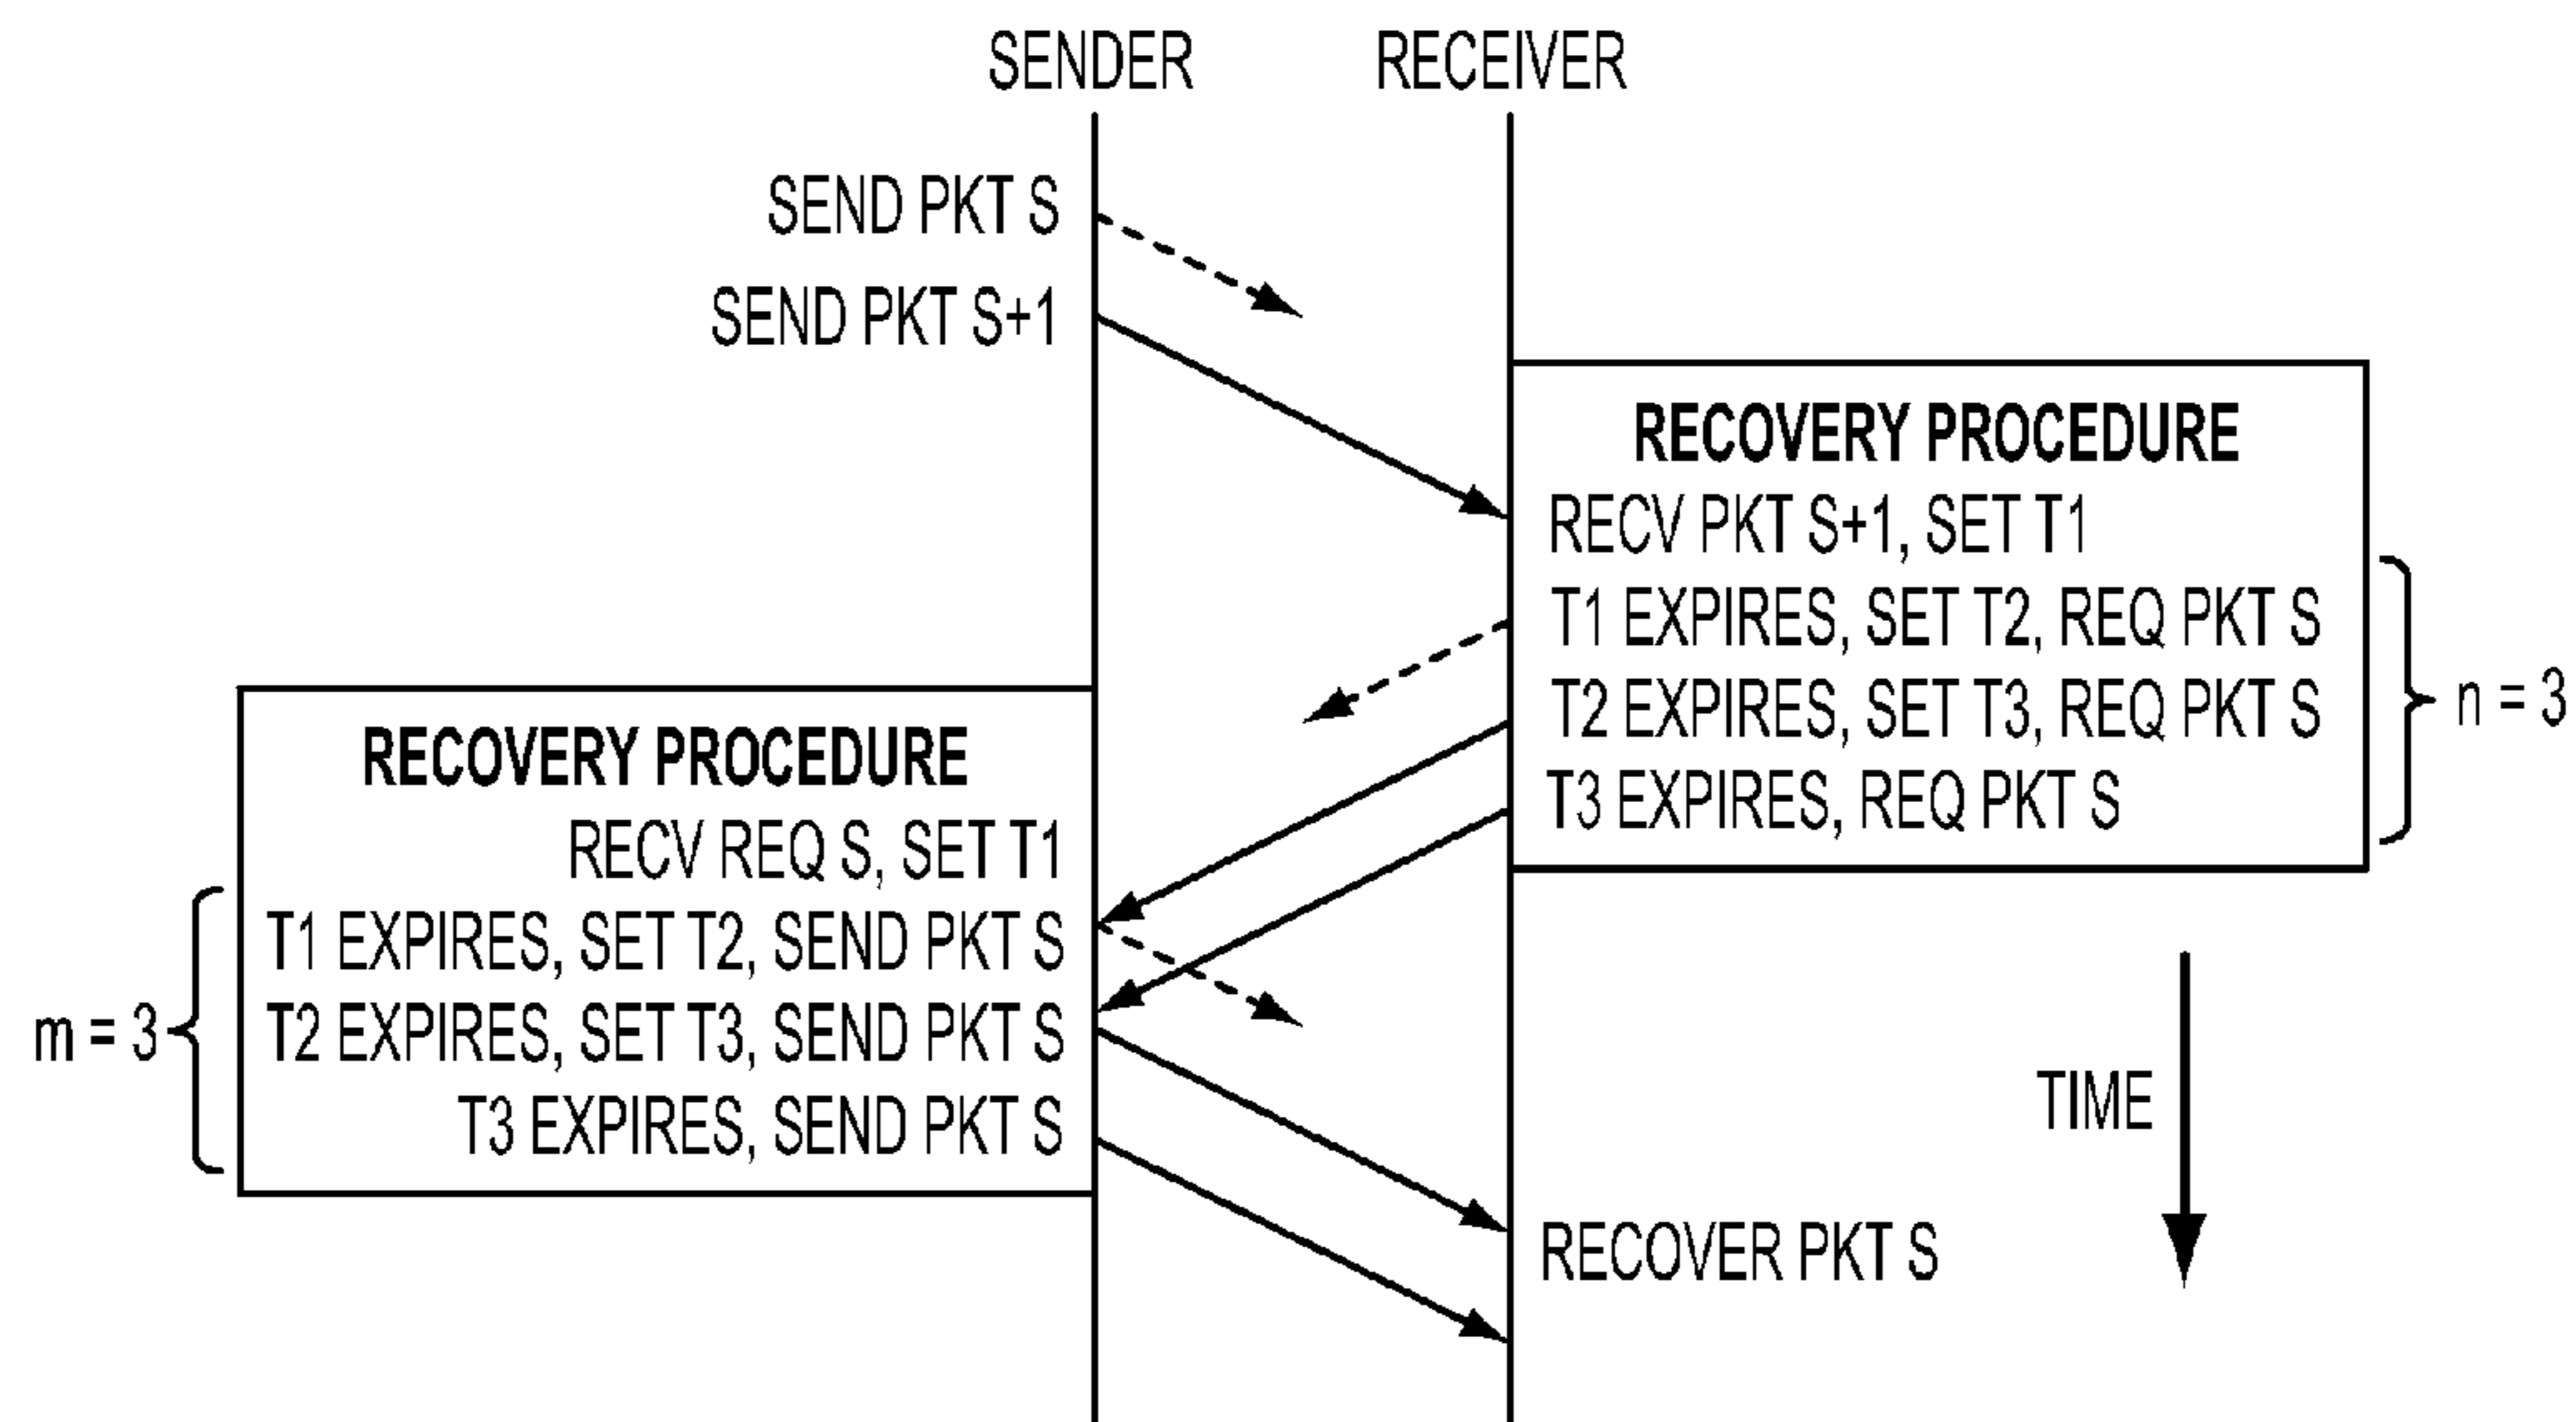 SENDER
RECEIVER
SEND PKT S
SEND PKT S+1
RECOVERY PROCEDURE
RECV PKT S+1, SET T1
T1 EXPIRES, SET T2, REQ PKT S
T2 EXPIRES, SET T3, REQ PKT S
T3 EXPIRES, REQ PKT S
n = 3
RECOVERY PROCEDURE
RECV REQ S, SET T1
T1 EXPIRES, SET T2, SEND PKT S
T2 EXPIRES, SET T3, SEND PKT S
T3 EXPIRES, SEND PKT S
m = 3
TIME
RECOVER PKT S